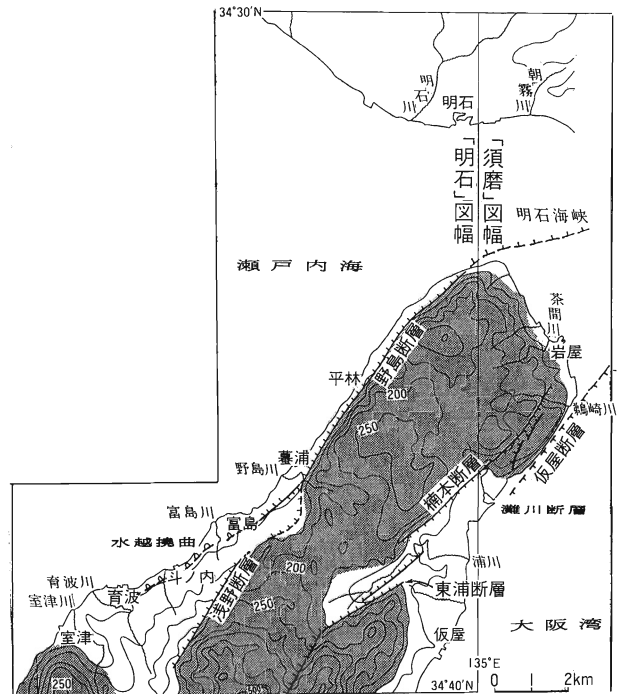 34°30'N
朝霧川
明石川
明石
「須磨」図幅
「明石」図幅
明石海峡
瀬戸内海
茶間川
岩屋
野島断層
平林
200
鵜崎川
250
仮屋断層
蟇浦
野島川
楠本断層
富島川
灘川断層
富島
水越撓曲
斗ノ内
浦川
200
育波川
東浦断層
室津川
育波
浅野断層
250
大阪湾
室津
仮屋
135°E
250
34°40'N
0 1 2km